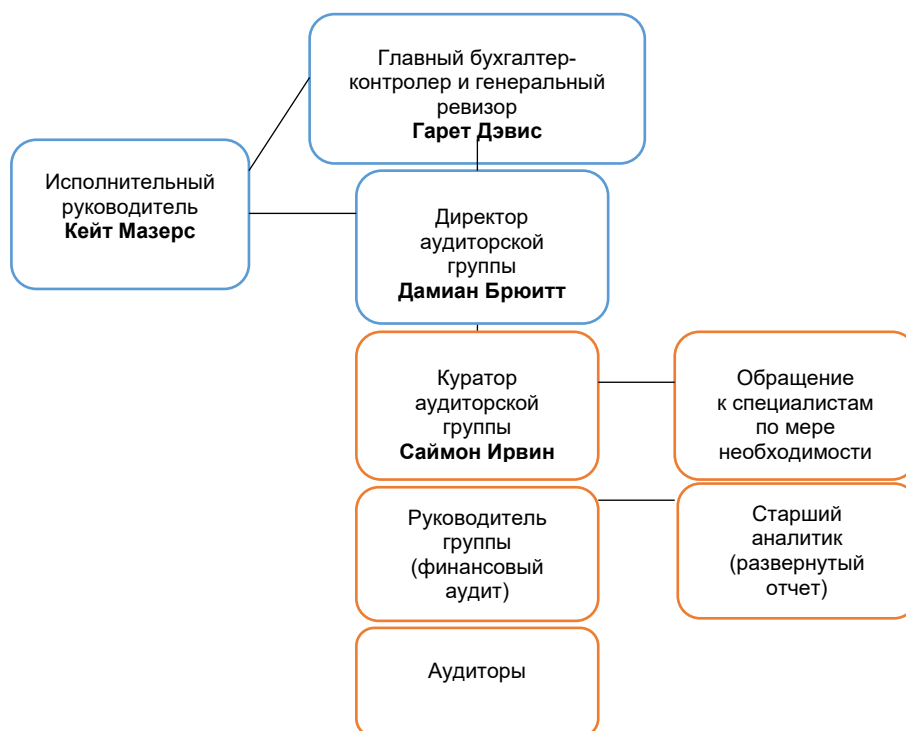 Главный бухгалтер-
контролер и генеральный
ревизор
Гарет Дэвис
Исполнительный
руководитель
Кейт Мазерс
Директор
аудиторской
группы
Дамиан Брюитт
Куратор
аудиторской
группы
Саймон Ирвин
Обращение
к специалистам
по мере
необходимости
Руководитель
группы
(финансовый
аудит)
Старший
аналитик
(развернутый
отчет)
Аудиторы